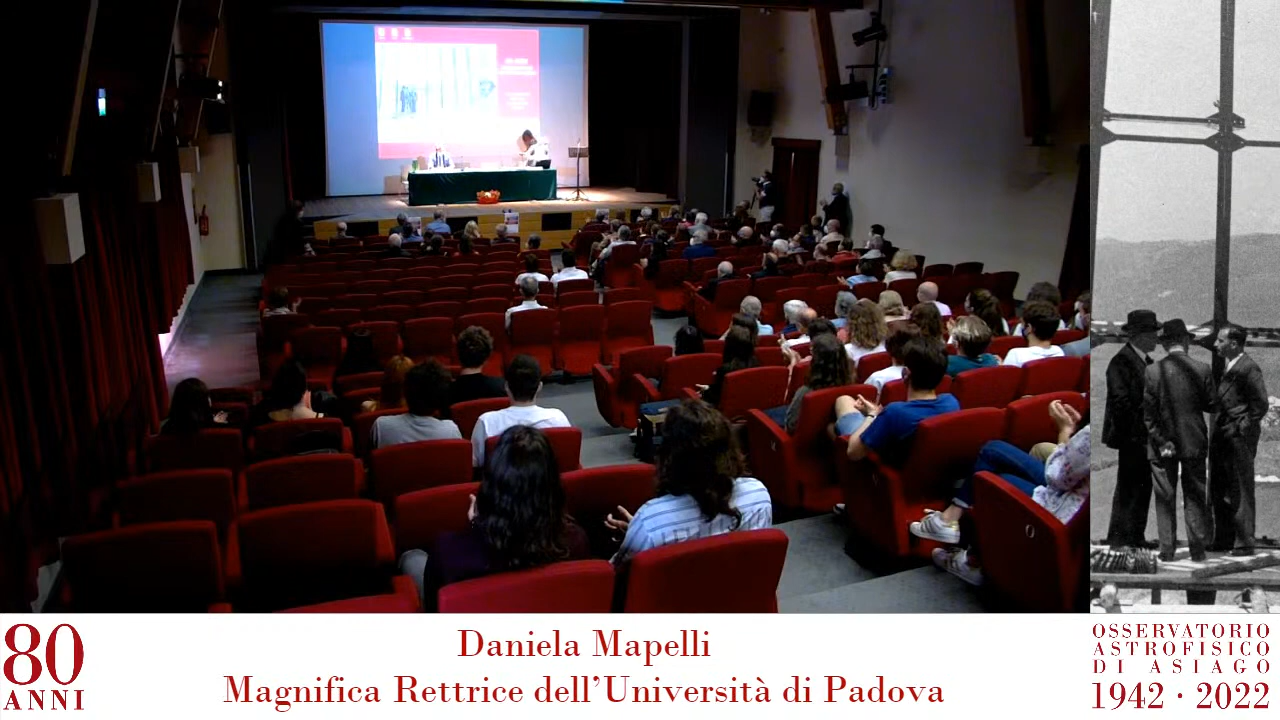 80
ANNI
Daniela Mapelli
Magnifica Rettrice dell'Università di Padova
OSSERVATORIO
ASTROFISICO
DI ASIAGO
1942 · 2022